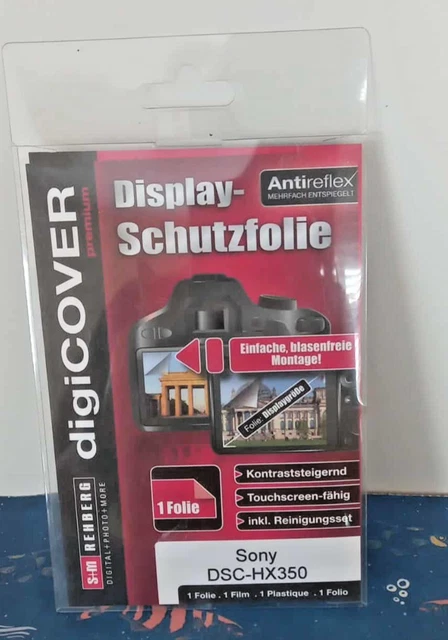 digiCOVER
premium
s+m REHBERG
DIGITAL+PHOTO+MORE
Antireflex
MEHRFACH ENTSPIEGELT
Display-
Schutzfolie
Einfache, blasenfreie
Montage!
Folie: Displaygröße
1 Folie
Kontraststeigernd
Touchscreen-fähig
inkl. Reinigungsset
Sony
DSC-HX350
1 Folie . 1 Film . 1 Plastique . 1 Folio